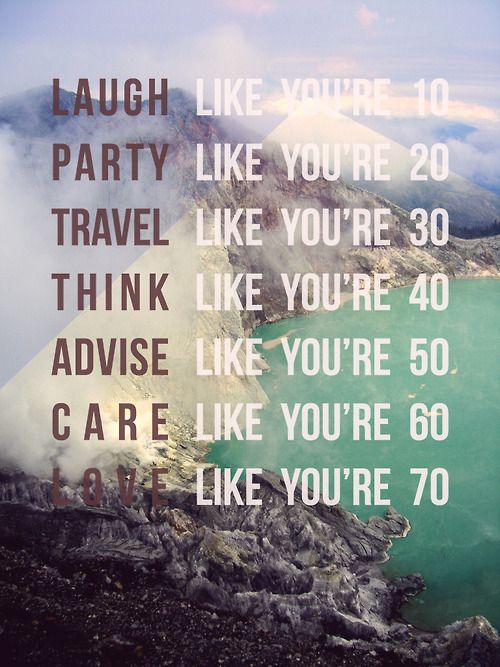 LAUGH LIKE YOU'RE 10
PARTY LIKE YOU'RE 20
TRAVEL LIKE YOU'RE 30
THINK LIKE YOU'RE 40
ADVISE LIKE YOU'RE 50
CARE LIKE YOU'RE 60
LOVE LIKE YOU'RE 70